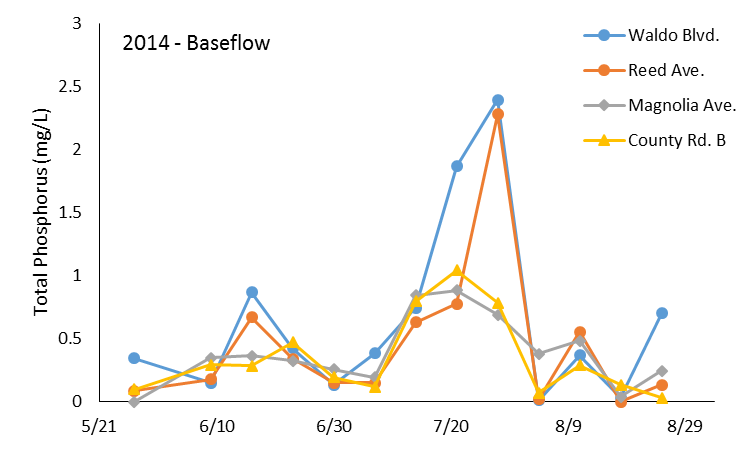 2014 - Baseflow
Waldo Blvd.
Reed Ave.
Magnolia Ave.
County Rd. B
Total Phosphorus (mg/L)
3
2.5
2
1.5
1
0.5
0
5/21 6/10 6/30 7/20 8/9 8/29